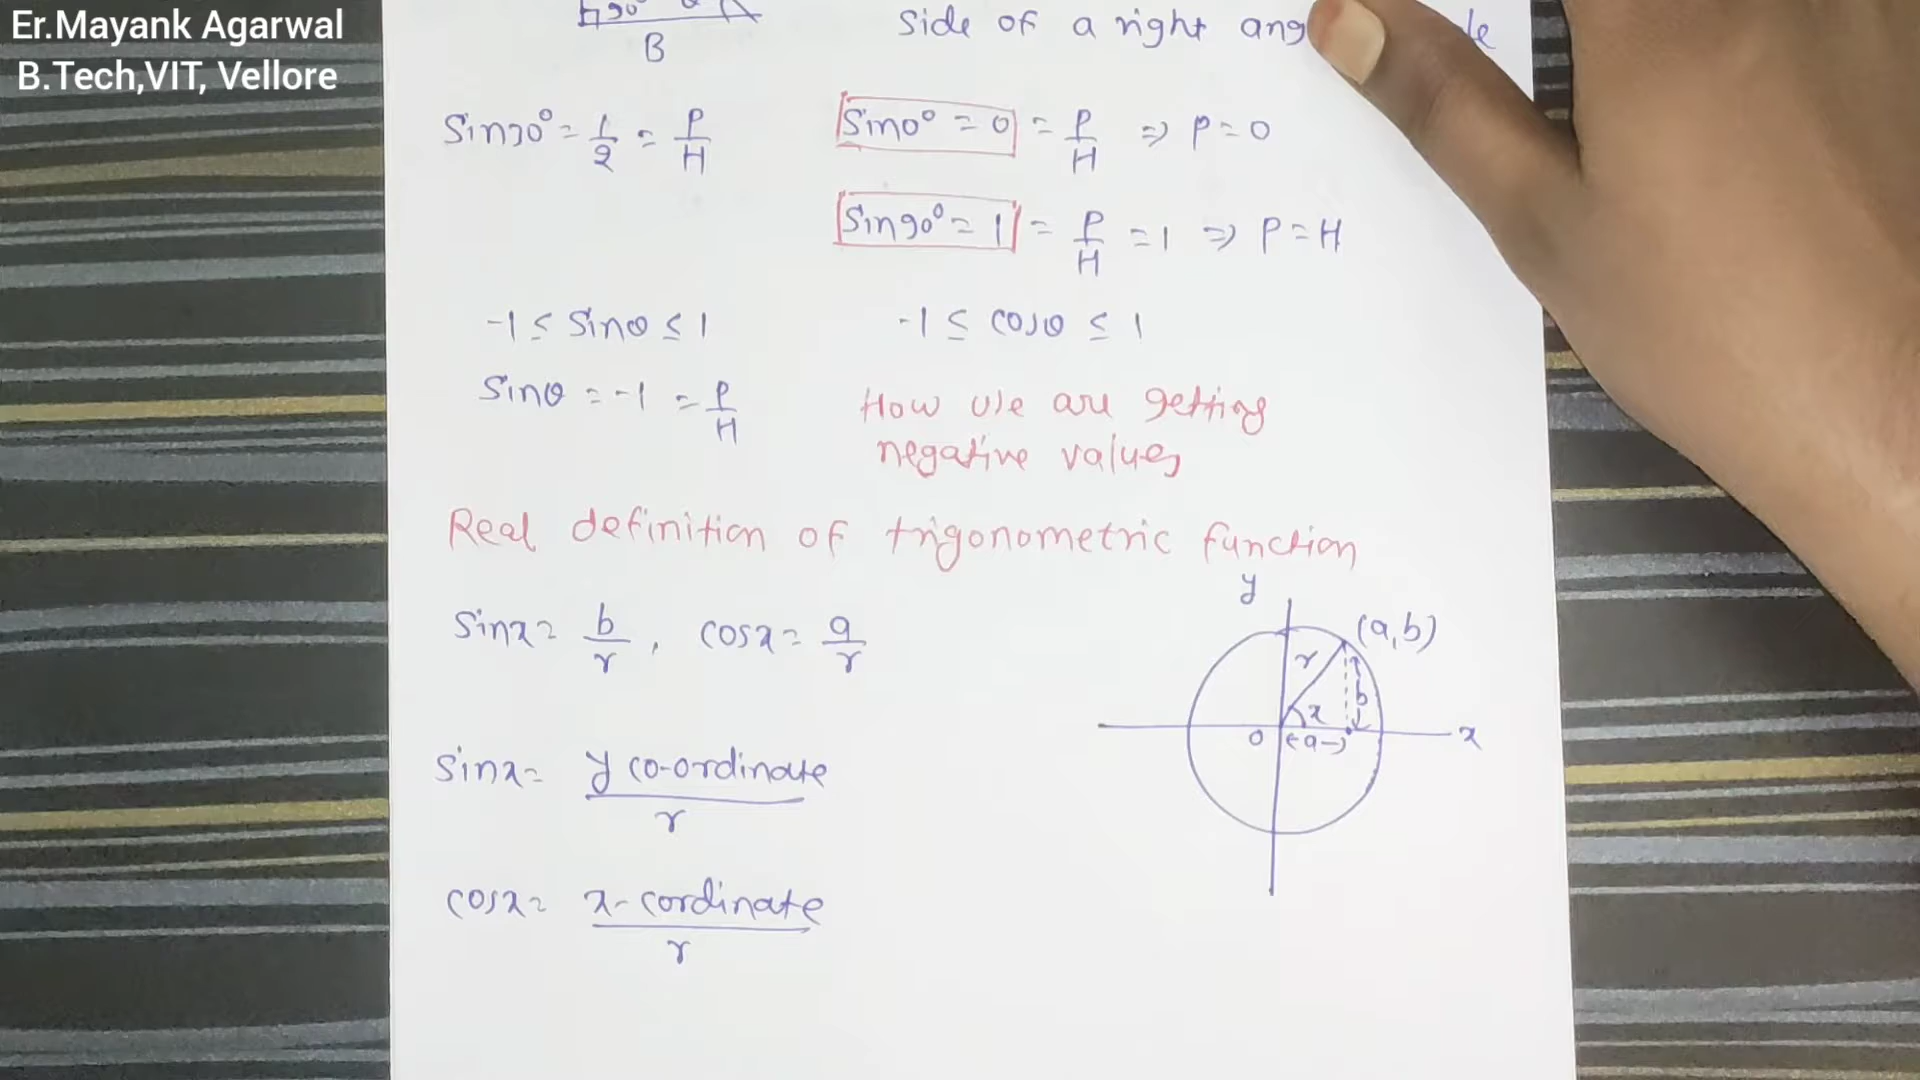 Er.Mayank Agarwal
B.Tech,VIT, Vellore
B
Side of a right
Sin30° = 1/2 = P/H
Sin0° = 0 = P/H => P=0
Sin90° = 1 = P/H = 1 => P=H
-1 ≤ Sinθ ≤ 1
-1 ≤ cosθ ≤ 1
Sinθ = -1 = P/H
How we are getting
negative values
Real definition of trigonometric function
Sinx = b/r , cosx = a/r
y
(a,b)
r
b
x
0
a
x
Sinx = y co-ordinate/r
cosx = x-cordinate/r